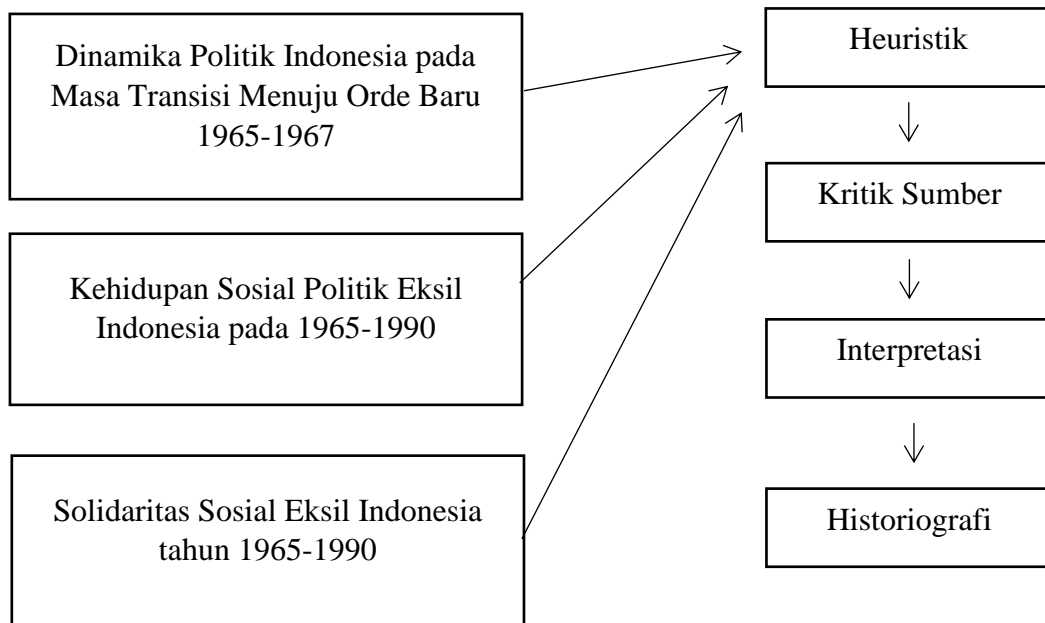 Dinamika Politik Indonesia pada
Masa Transisi Menuju Orde Baru
1965-1967
Kehidupan Sosial Politik Eksil
Indonesia pada 1965-1990
Solidaritas Sosial Eksil Indonesia
tahun 1965-1990
Heuristik
Kritik Sumber
Interpretasi
Historiografi